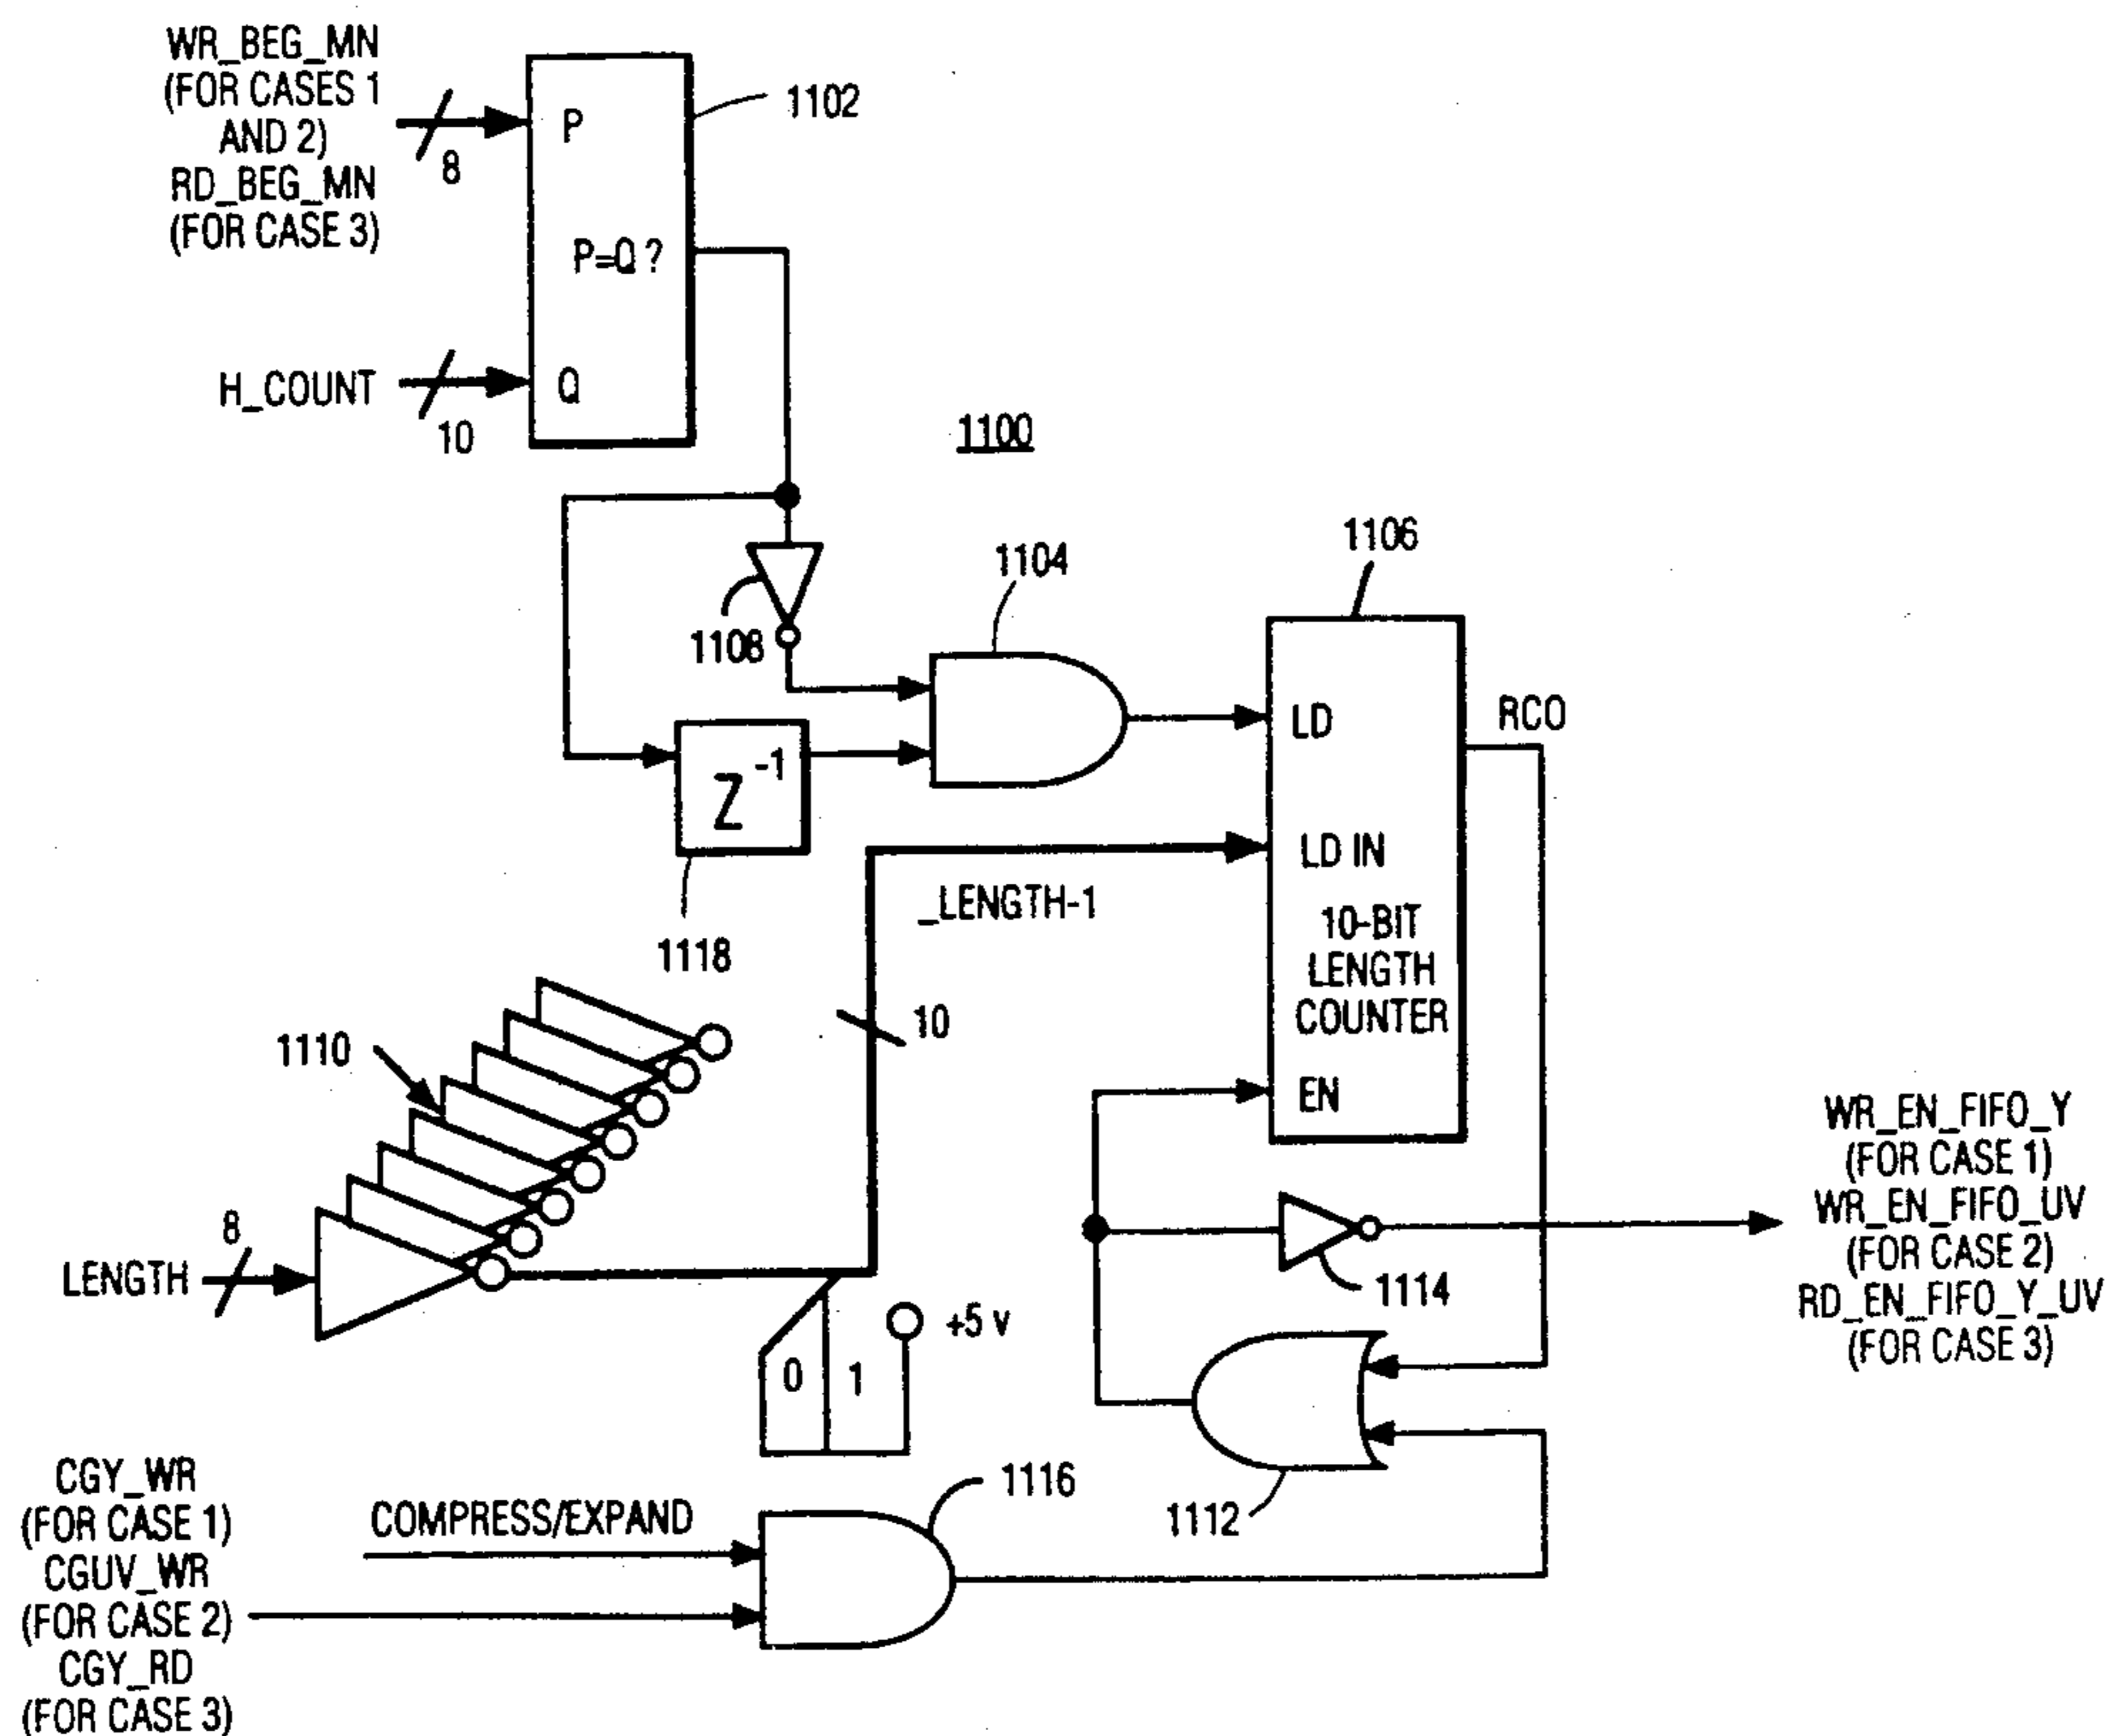 WR_BEG_MN
(FOR CASES 1
AND 2)
RD_BEG_MN
(FOR CASE 3)
8
P
1102
P=Q ?
H_COUNT
10
Q
1100
1108
1104
1106
LD
RCO
Z
-1
1118
LD IN
_LENGTH-1
10-BIT
LENGTH
COUNTER
10
1110
EN
8
LENGTH
0
1
+5 v
1114
WR_EN_FIFO_Y
(FOR CASE 1)
WR_EN_FIFO_UV
(FOR CASE 2)
RD_EN_FIFO_Y_UV
(FOR CASE 3)
1112
1116
COMPRESS/EXPAND
CGY_WR
(FOR CASE 1)
CGUV_WR
(FOR CASE 2)
CGY_RD
(FOR CASE 3)